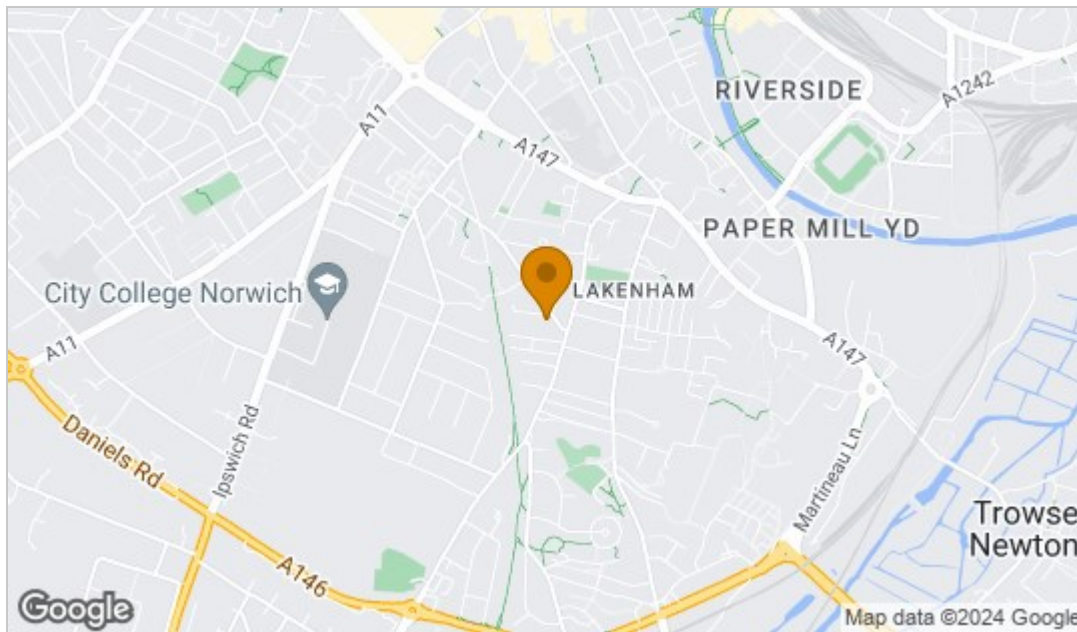 RIVERSIDE
A1242
A11
A147
PAPER MILL YD
City College Norwich
LAKENHAM
A11
A147
Daniels Rd
Ipswich Rd
Martineau Ln
Trowse
Newton
A146
Google
Map data ©2024 Google